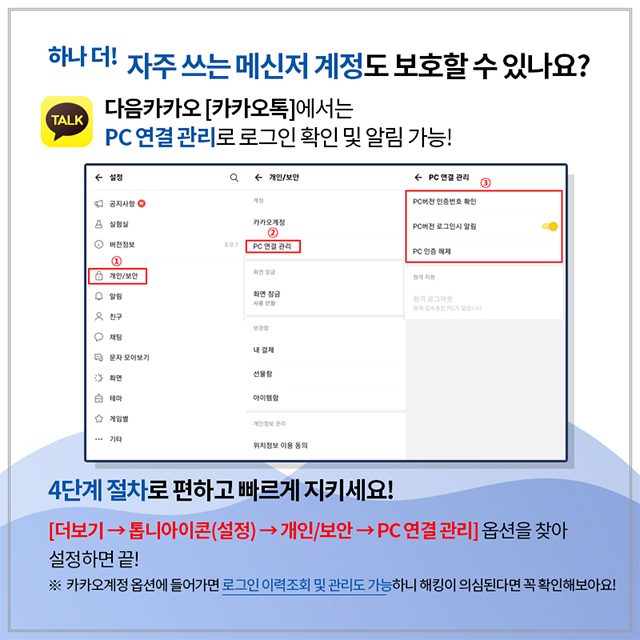 하나 더! 자주 쓰는 메신저 계정도 보호할 수 있나요?
TALK
다음카카오 [카카오톡]에서는
PC 연결 관리로 로그인 확인 및 알림 가능!
← 설정
공지사항 N
실험실
버전정보 8.0.1
①
개인/보안
알림
친구
채팅
문자 모아보기
화면
테마
게임별
기타
← 개인/보안
계정
카카오계정
②
PC 연결 관리
화면 잠금
화면 잠금
사용 안함
보관함
내 결제
선물함
아이템함
개인정보 관리
위치정보 이용 동의
← PC 연결 관리
③
PC버전 인증번호 확인
PC버전 로그인시 알림
PC 인증 해제
원격 지원
원격 로그아웃
현재 접속중인 PC가 없습니다.
4단계 절차로 편하고 빠르게 지키세요!
[더보기 → 톱니아이콘(설정) → 개인/보안 → PC 연결 관리] 옵션을 찾아
설정하면 끝!
※ 카카오계정 옵션에 들어가면 로그인 이력조회 및 관리도 가능하니 해킹이 의심된다면 꼭 확인해보아요!